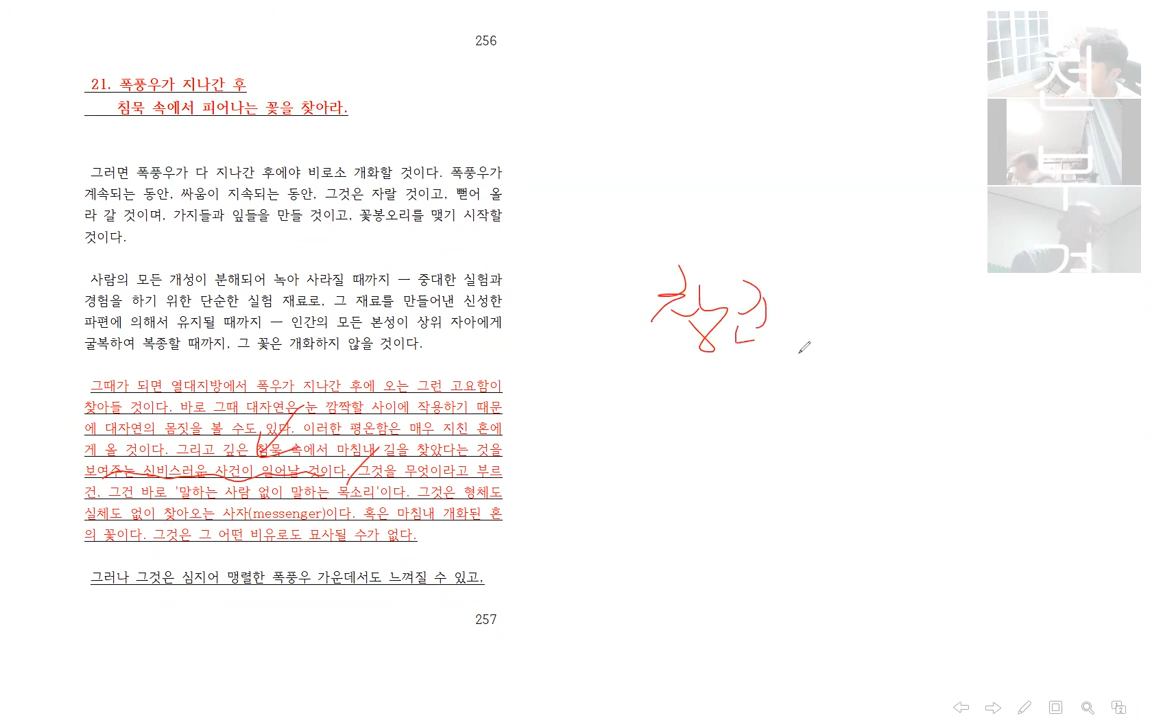 256
21. 폭풍우가 지나간 후
침묵 속에서 피어나는 꽃을 찾아라.
그러면 폭풍우가 다 지나간 후에야 비로소 개화할 것이다. 폭풍우가
계속되는 동안, 싸움이 지속되는 동안, 그것은 자랄 것이고, 뻗어 올
라 갈 것이며, 가지들과 잎들을 만들 것이고, 꽃봉오리를 맺기 시작할
것이다.
사람의 모든 개성이 분해되어 녹아 사라질 때까지 — 중대한 실험과
경험을 하기 위한 단순한 실험 재료로, 그 재료를 만들어낸 신성한
파편에 의해서 유지될 때까지 — 인간의 모든 본성이 상위 자아에게
굴복하여 복종할 때까지, 그 꽃은 개화하지 않을 것이다.
그때가 되면 열대지방에서 폭우가 지나간 후에 오는 그런 고요함이
찾아들 것이다. 바로 그때 대자연은 눈 깜짝할 사이에 작용하기 때문
에 대자연의 몸짓을 볼 수도 있다. 이러한 평온함은 매우 지친 혼에
게 올 것이다. 그리고 깊은 침묵 속에서 마침내 길을 찾았다는 것을
보여주는 신비스러운 사건이 일어날 것이다. 그것을 무엇이라고 부르
건, 그건 바로 '말하는 사람 없이 말하는 목소리'이다. 그것은 형체도
실체도 없이 찾아오는 사자(messenger)이다. 혹은 마침내 개화된 혼
의 꽃이다. 그것은 그 어떤 비유로도 묘사될 수가 없다.
그러나 그것은 심지어 맹렬한 폭풍우 가운데서도 느껴질 수 있고,
257